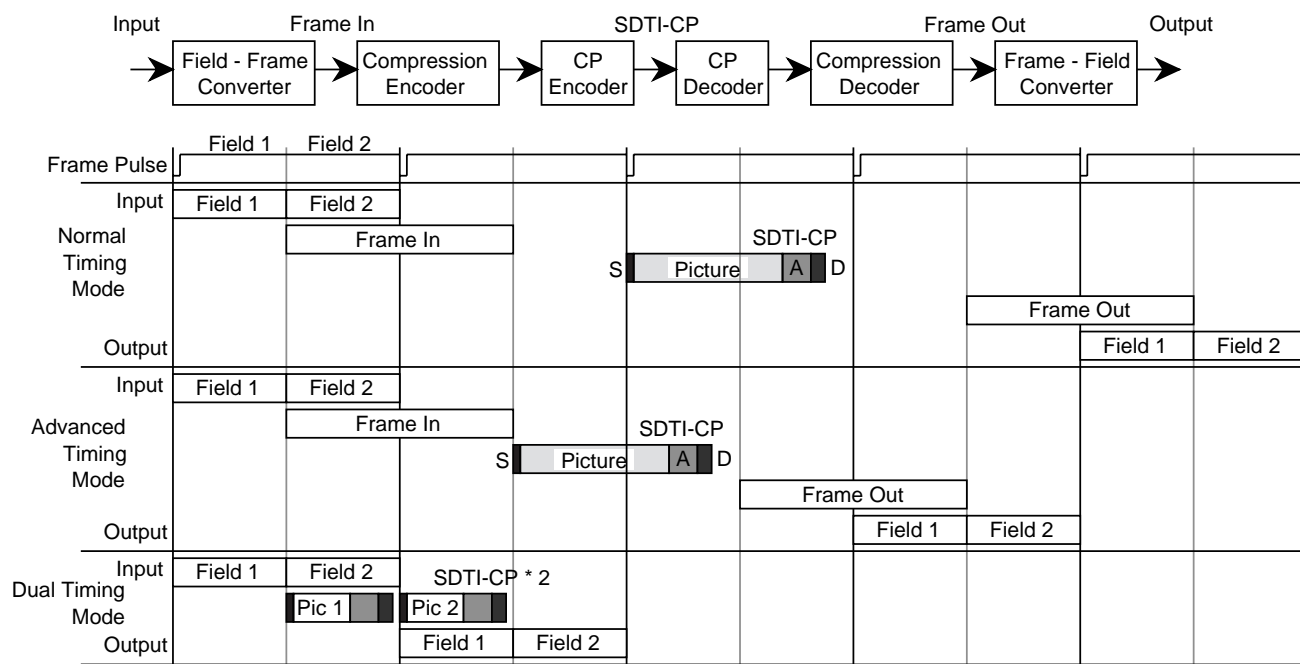 Input Frame In SDTI-CP Frame Out Output
Field - Frame Converter
Compression Encoder
CP Encoder
CP Decoder
Compression Decoder
Frame - Field Converter
Field 1 Field 2
Frame Pulse
Input Field 1 Field 2
Normal Timing Mode
Frame In
SDTI-CP
S Picture A D
Frame Out
Output Field 1 Field 2
Input Field 1 Field 2
Advanced Timing Mode
Frame In
SDTI-CP
S Picture A D
Frame Out
Output Field 1 Field 2
Input Field 1 Field 2
Dual Timing Mode
SDTI-CP * 2
Pic 1 Pic 2
Output Field 1 Field 2